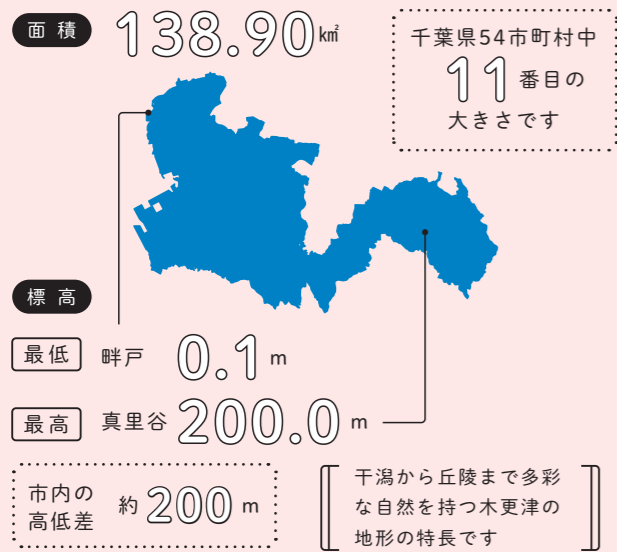 面積 138.90㎢
千葉県54市町村中
11番目の
大きさです
標高
最低 畔戸 0.1m
最高 真里谷 200.0m
市内の
高低差 約200m
干潟から丘陵まで多彩
な自然を持つ木更津の
地形の特長です